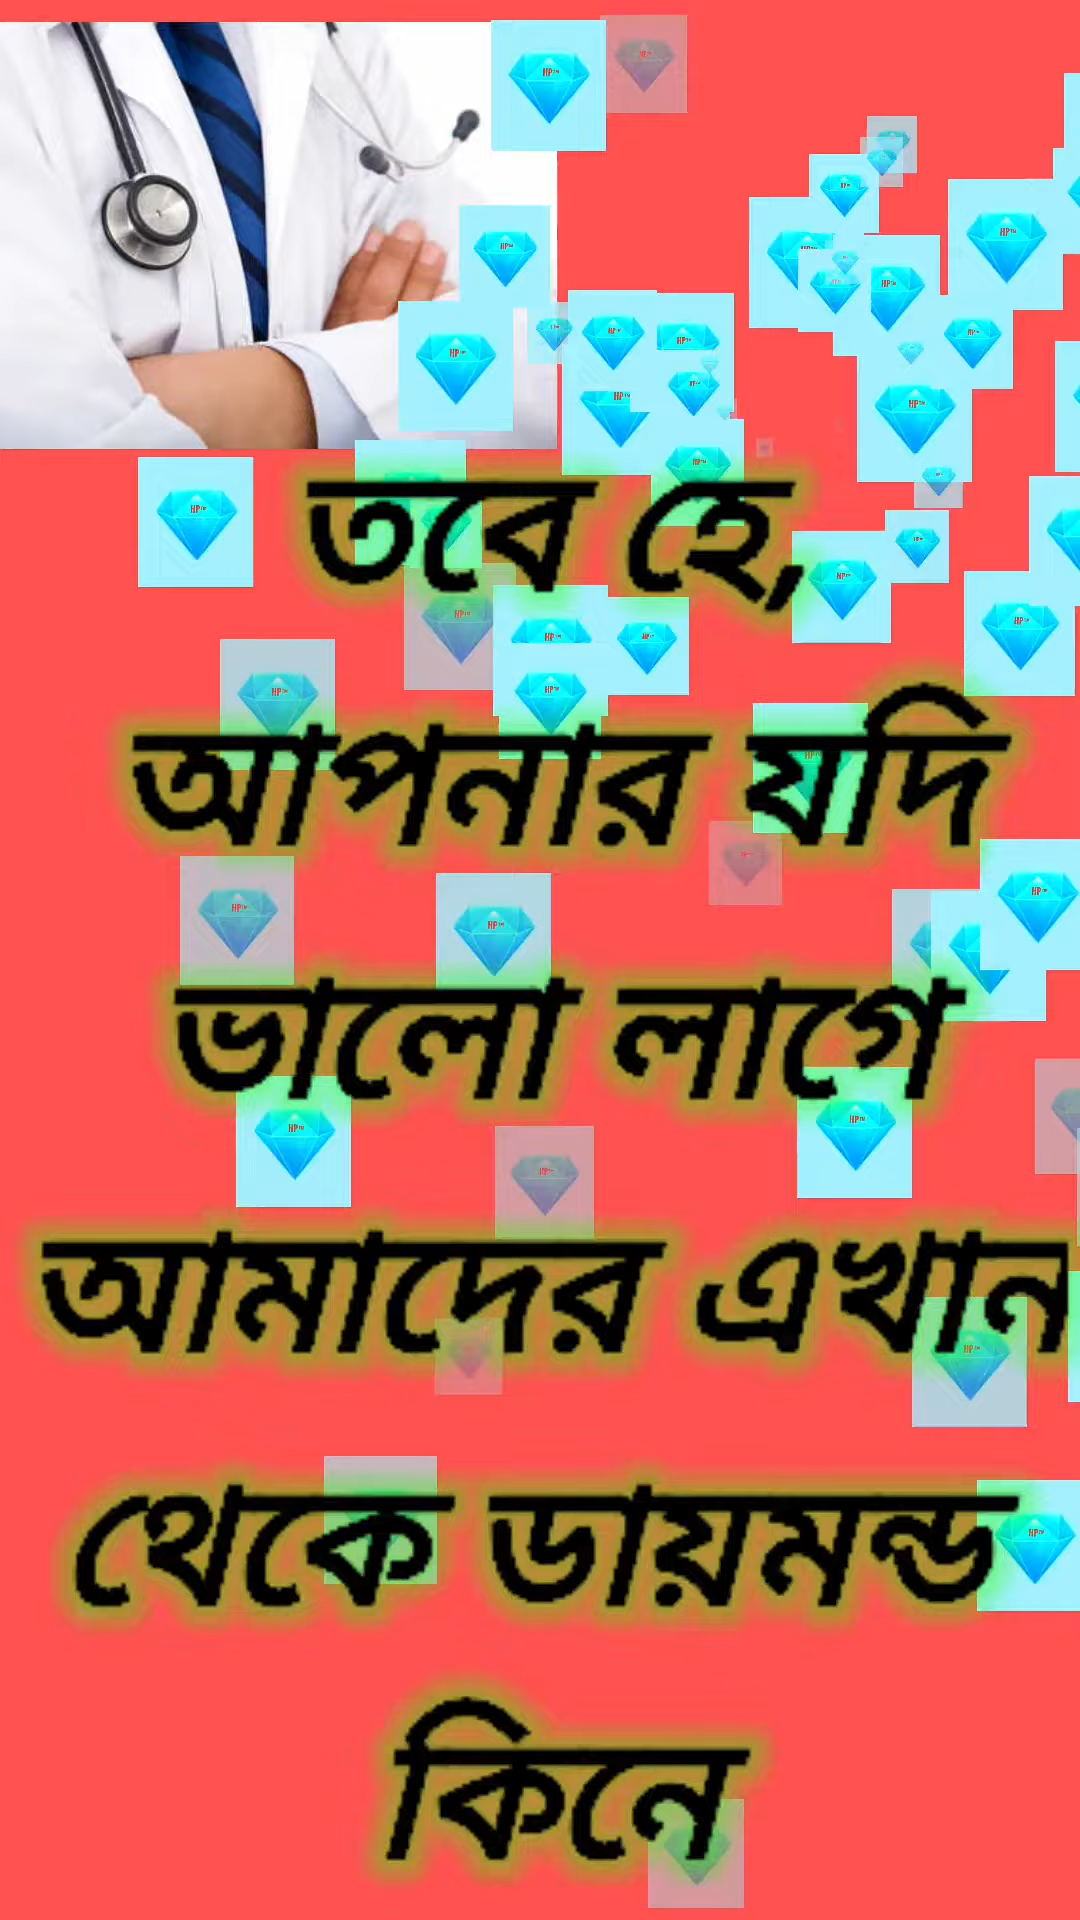 তবে হে,
আপনার যদি
ভালো লাগে
আমাদের এখান
থেকে ডায়মন্ড
কিনে